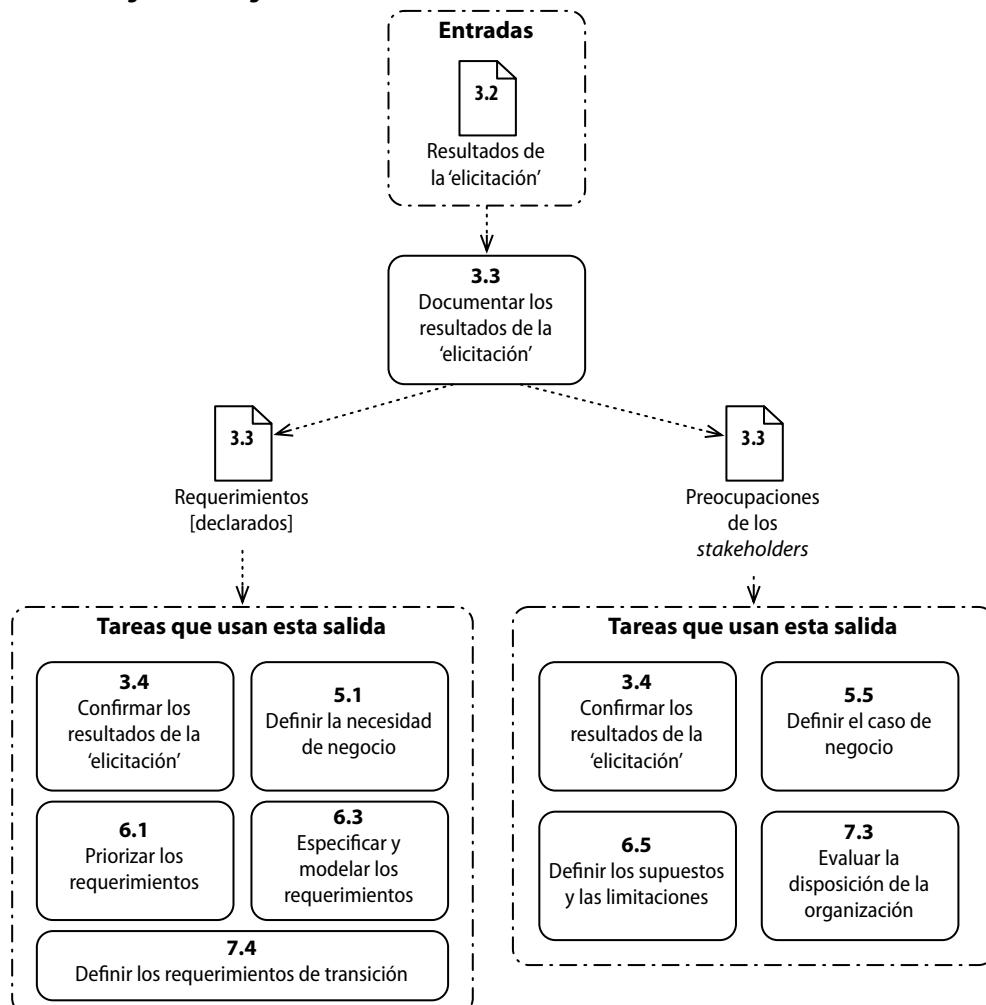 Entradas
3.2
Resultados de
la ‘elicitación’
3.3
Documentar los
resultados de la
‘elicitación’
3.3
Requerimientos
[declarados]
3.3
Preocupaciones
de los
stakeholders
Tareas que usan esta salida
3.4
Confirmar los
resultados de la
‘elicitación’
5.1
Definir la necesidad
de negocio
6.1
Priorizar los
requerimientos
6.3
Especificar y
modelar los
requerimientos
7.4
Definir los requerimientos de transición
Tareas que usan esta salida
3.4
Confirmar los
resultados de la
‘elicitación’
5.5
Definir el caso de
negocio
6.5
Definir los supuestos
y las limitaciones
7.3
Evaluar la
disposición de la
organización